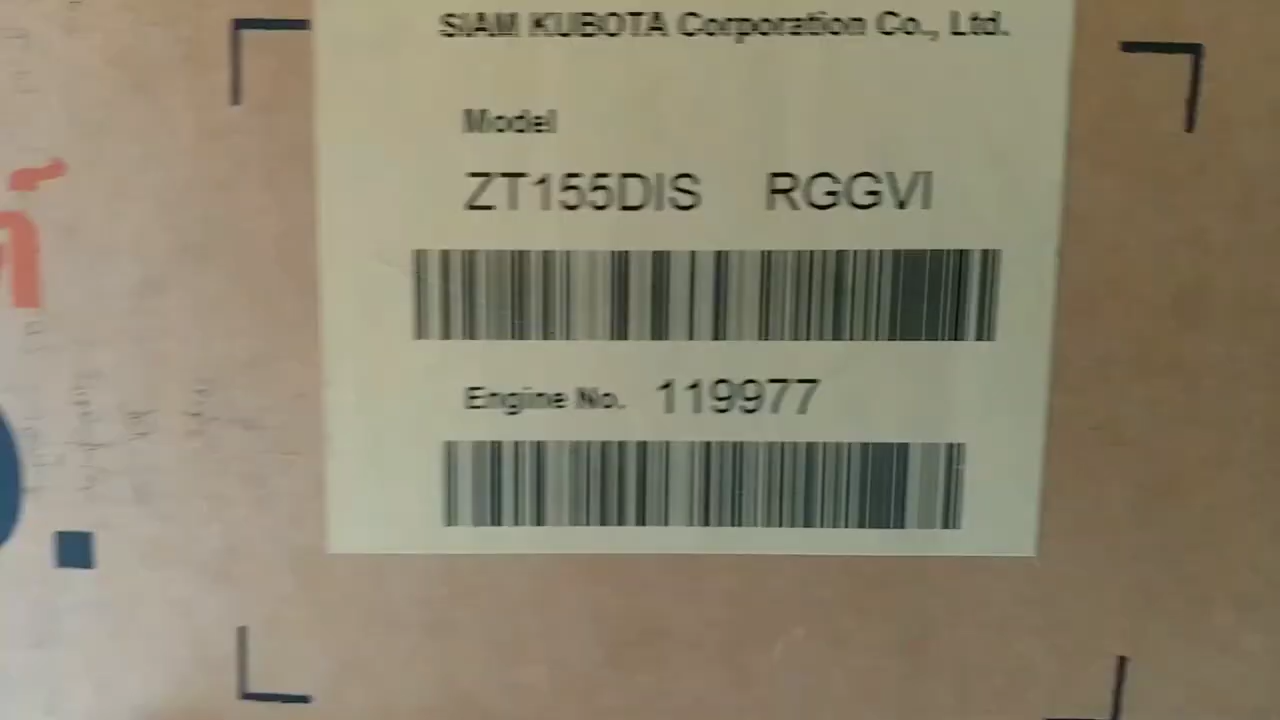 SIAM KUBOTA Corporation Co., Ltd.
Model
ZT155DIS RGGVI
Engine No. 119977